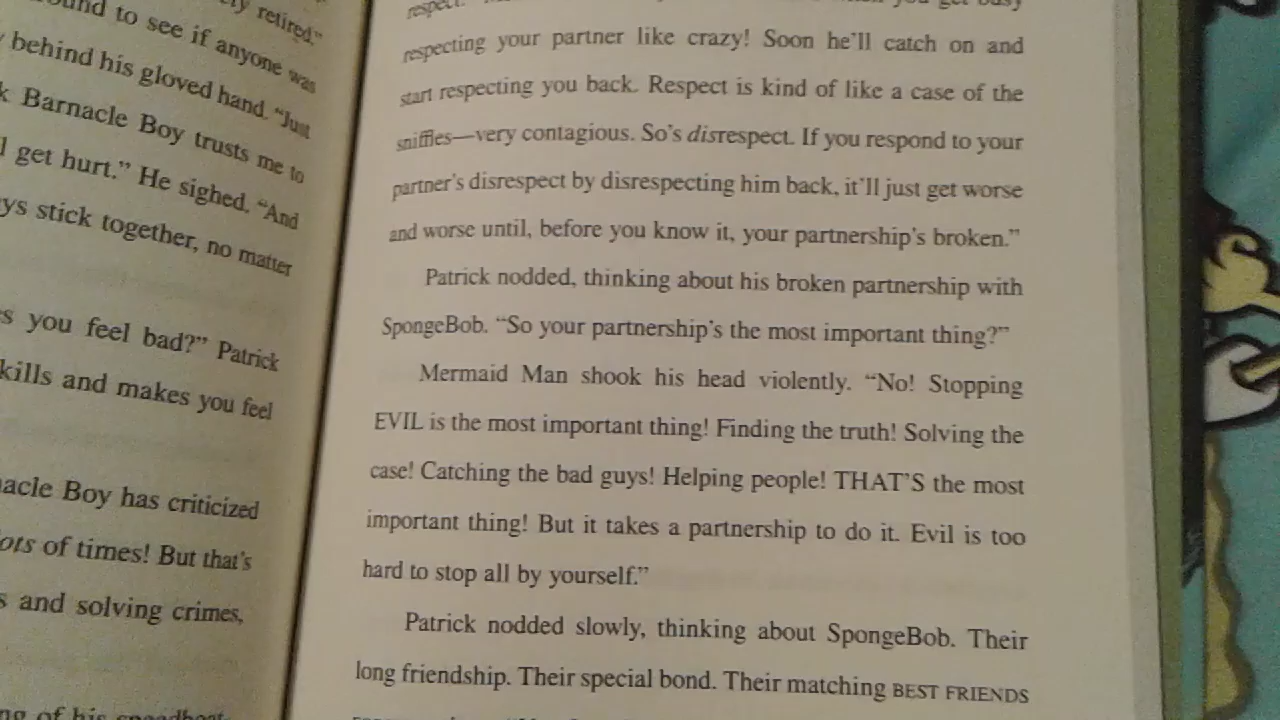 ly retired."
ound to see if anyone was
behind his gloved hand. “Just
k Barnacle Boy trusts me to
l get hurt.” He sighed. “And
ys stick together, no matter
s you feel bad?” Patrick
kills and makes you feel
acle Boy has criticized
ots of times! But that’s
s and solving crimes,
ng of his speedboat
respect.
respecting your partner like crazy! Soon he’ll catch on and
start respecting you back. Respect is kind of like a case of the
sniffles—very contagious. So’s disrespect. If you respond to your
partner’s disrespect by disrespecting him back, it’ll just get worse
and worse until, before you know it, your partnership’s broken.”
Patrick nodded, thinking about his broken partnership with
SpongeBob. “So your partnership’s the most important thing?”
Mermaid Man shook his head violently. “No! Stopping
EVIL is the most important thing! Finding the truth! Solving the
case! Catching the bad guys! Helping people! THAT’S the most
important thing! But it takes a partnership to do it. Evil is too
hard to stop all by yourself.”
Patrick nodded slowly, thinking about SpongeBob. Their
long friendship. Their special bond. Their matching BEST FRIENDS